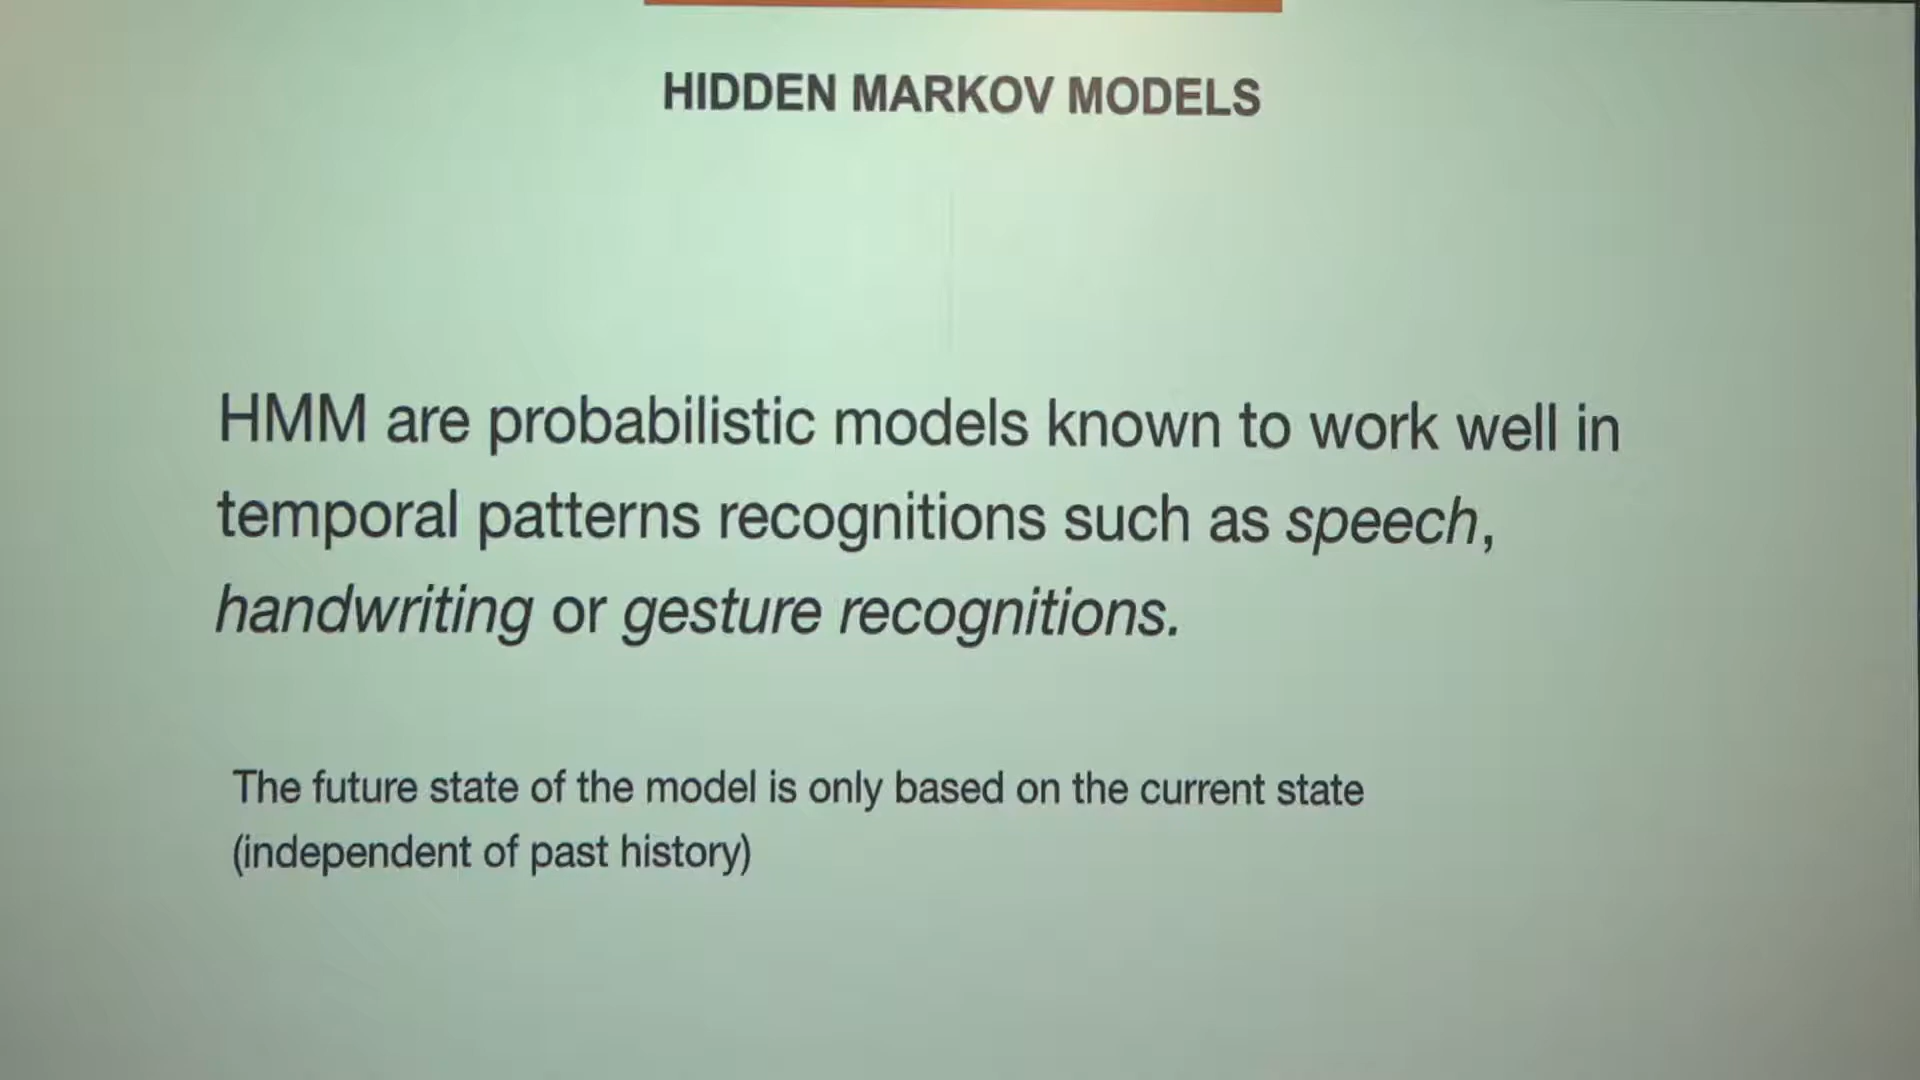 HIDDEN MARKOV MODELS
HMM are probabilistic models known to work well in
temporal patterns recognitions such as speech,
handwriting or gesture recognitions.
The future state of the model is only based on the current state
(independent of past history)